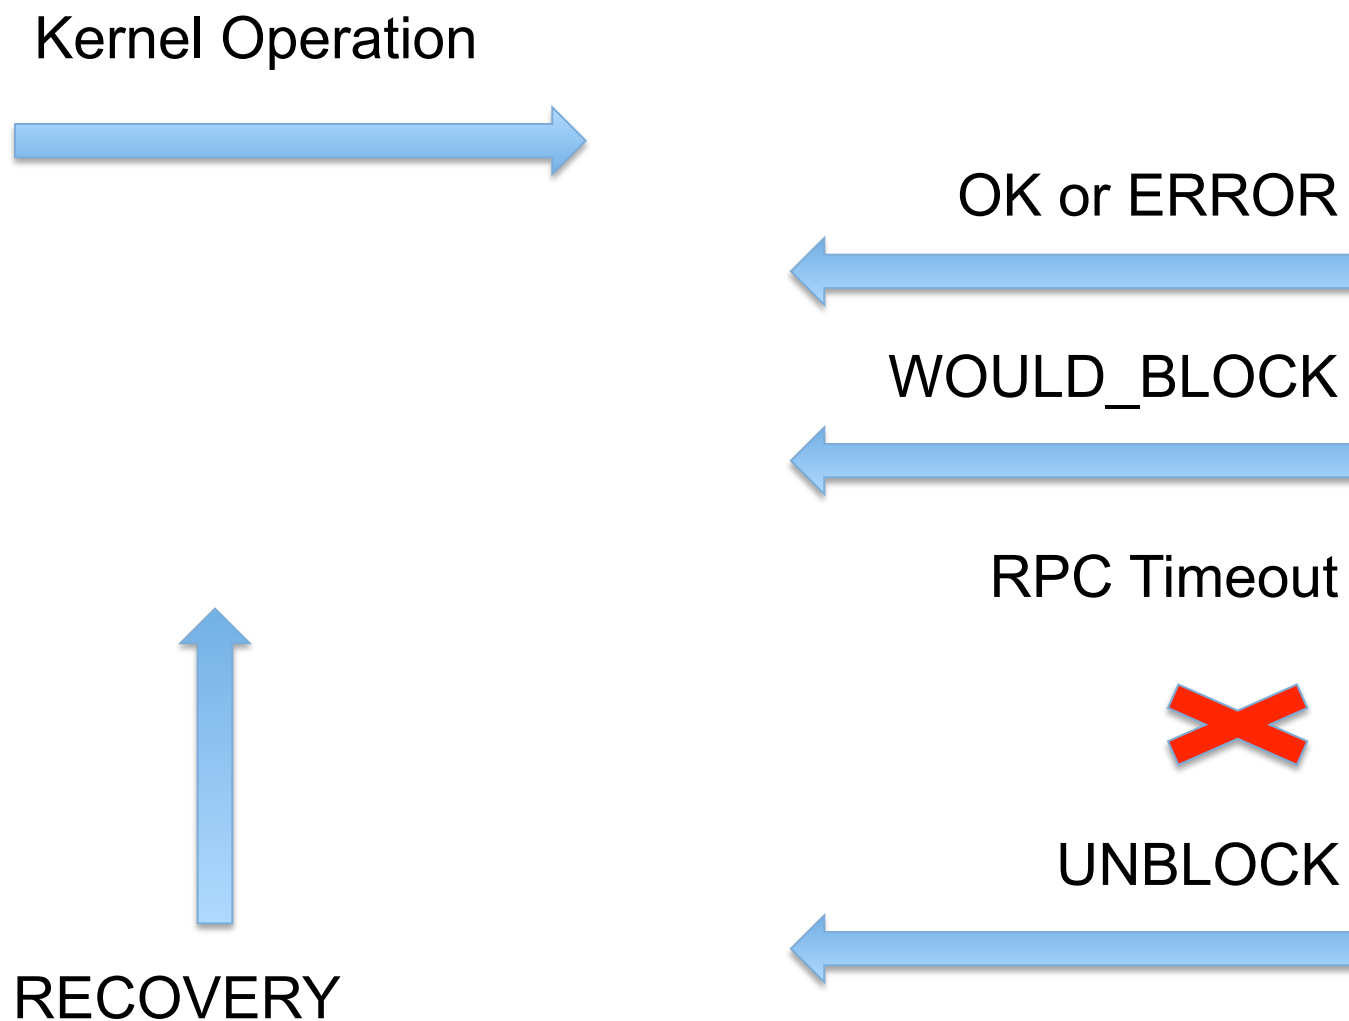 Kernel Operation
OK or ERROR
WOULD_BLOCK
RPC Timeout
UNBLOCK
RECOVERY